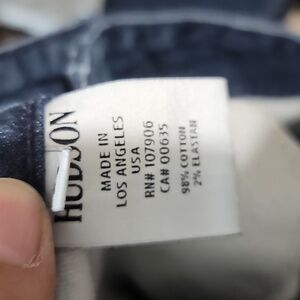 HUDSON
MADE IN
LOS ANGELES
USA
RN# 107906
CA# 00635
98% COTTON
2% ELASTAN